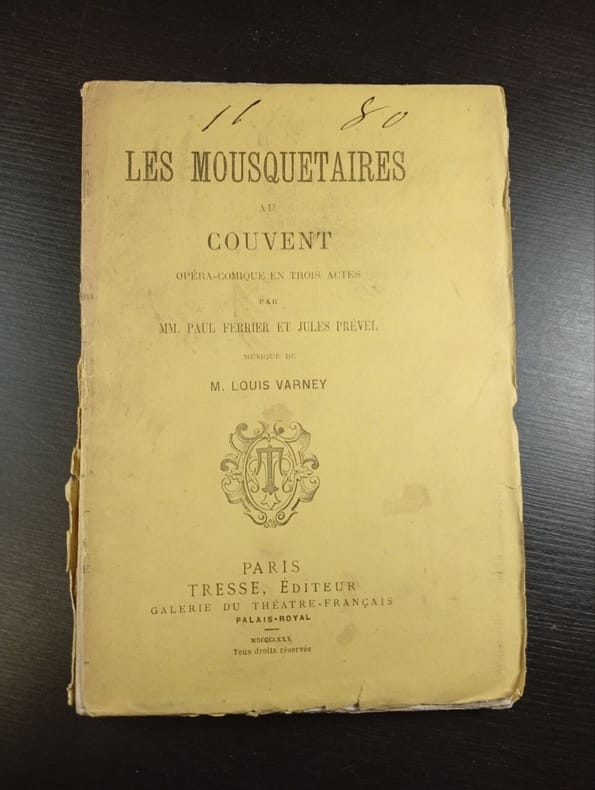 16 80
LES MOUSQUETAIRES
AU
COUVENT
OPÉRA-COMIQUE EN TROIS ACTES
PAR
MM. PAUL FERRIER ET JULES PRÉVEL
MUSIQUE DE
M. LOUIS VARNEY
T
PARIS
TRESSE, ÉDITEUR
GALERIE DU THÉATRE-FRANÇAIS
PALAIS-ROYAL
MDCCCLXXX
Tous droits réservés